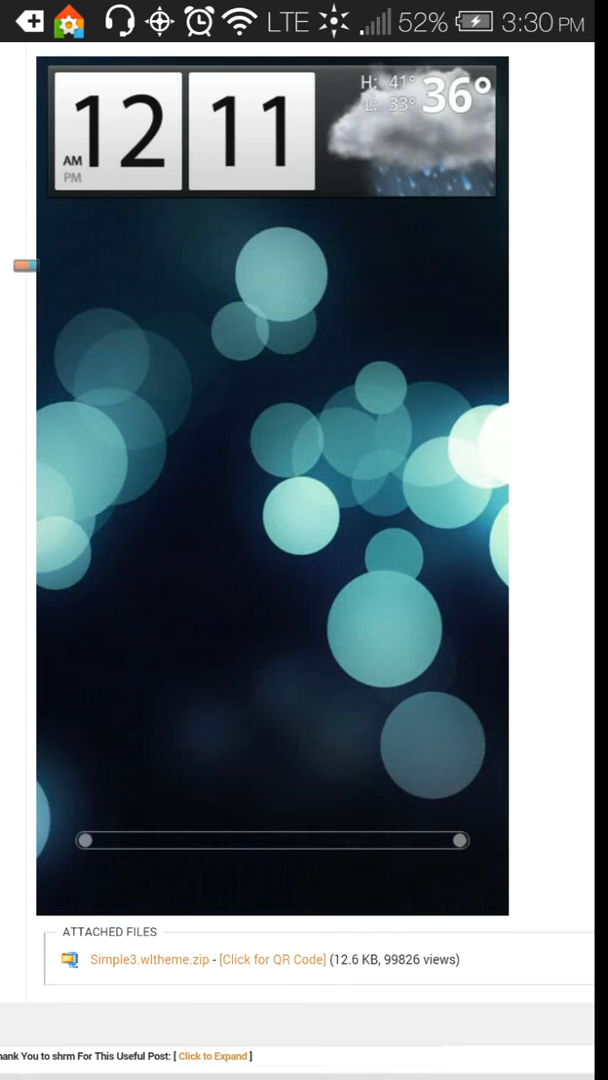 LTE 52% 3:30 PM
H: 41° 36°
L: 33°
12 11
AM
PM
ATTACHED FILES
Simple3.wltheme.zip - [Click for QR Code] (12.6 KB, 99826 views)
hank You to shrm For This Useful Post: [ Click to Expand ]